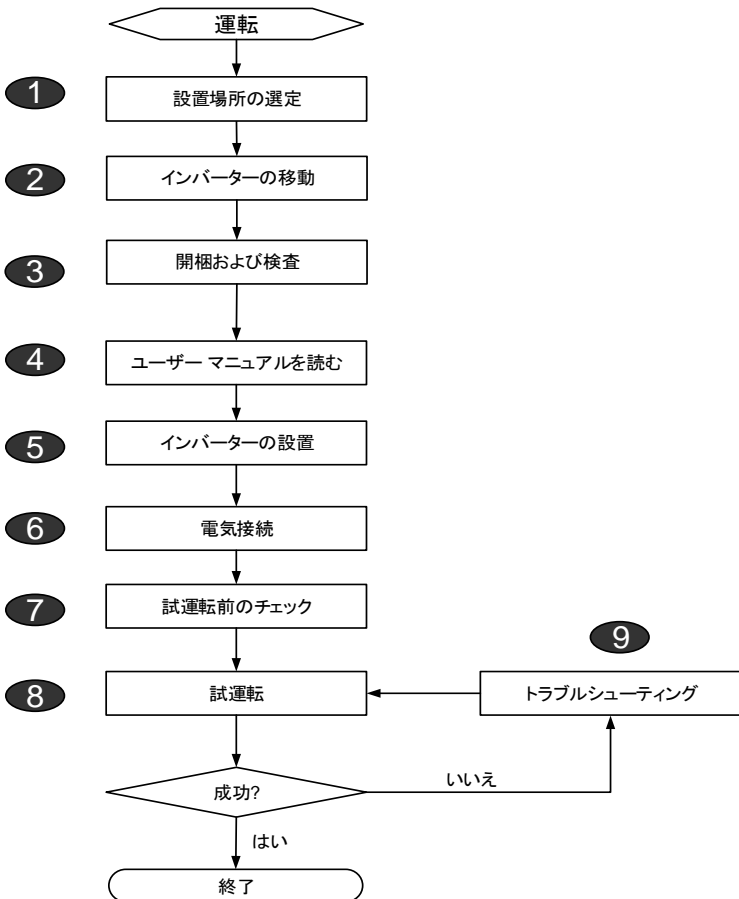 運転
1
設置場所の選定
2
インバーターの移動
3
開梱および検査
4
ユーザー マニュアルを読む
5
インバーターの設置
6
電気接続
7
試運転前のチェック
9
8
試運転
トラブルシューティング
いいえ
成功?
はい
終了